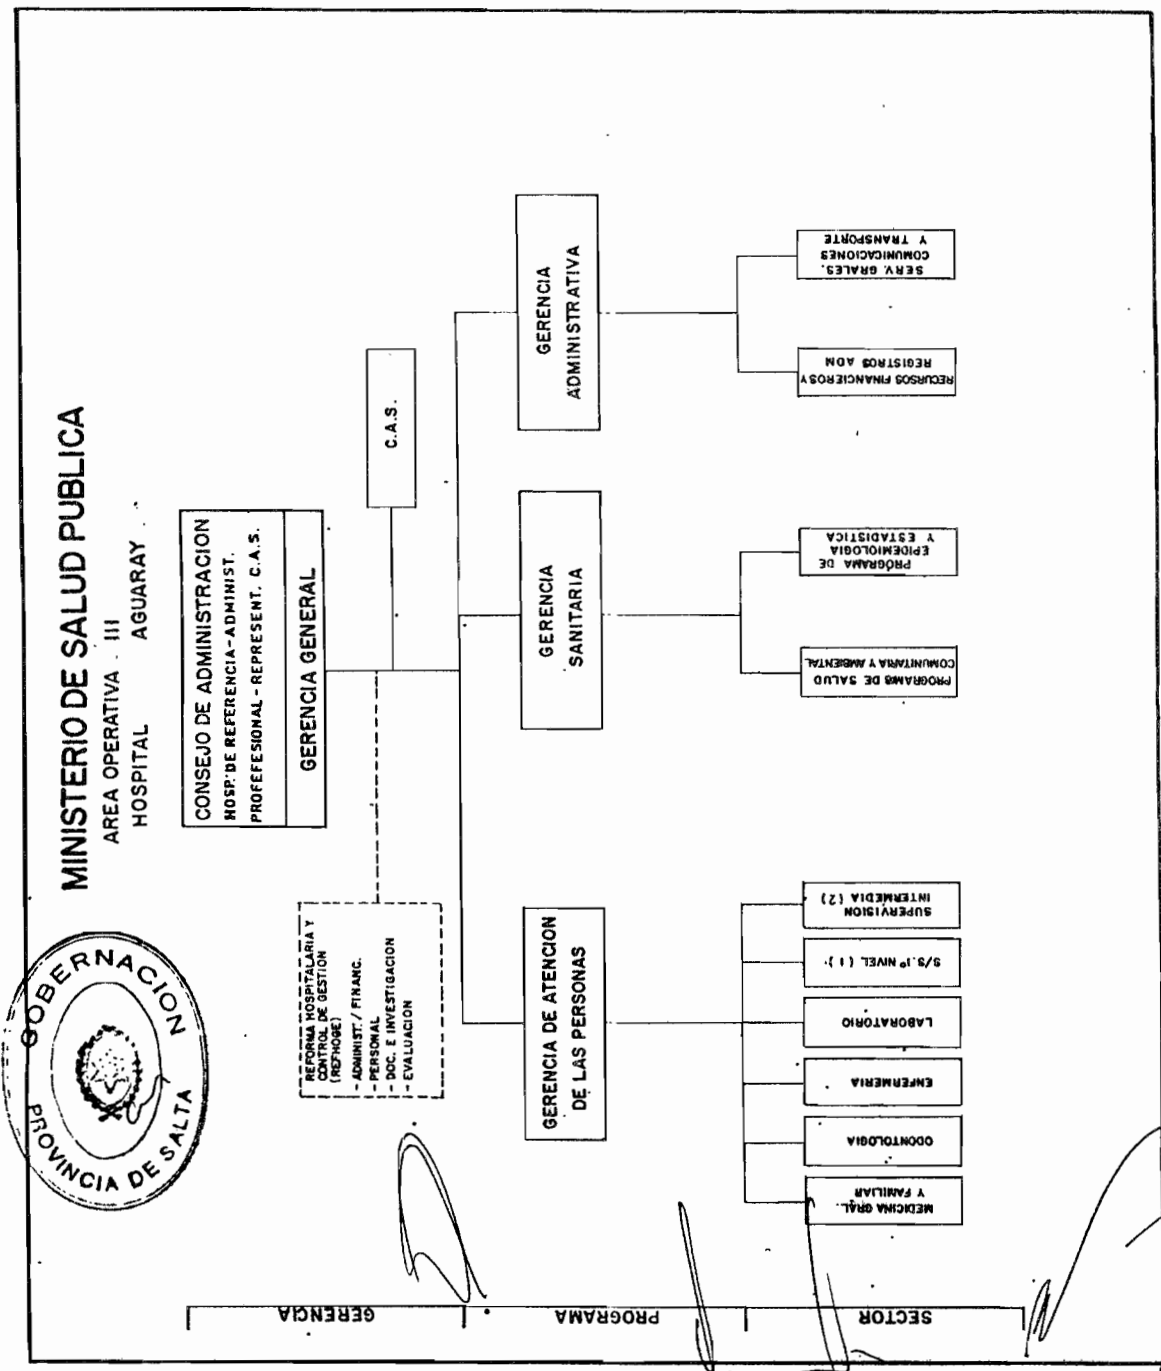 GOBERNACION
PROVINCIA DE SALTA
MINISTERIO DE SALUD PUBLICA
AREA OPERATIVA . III
HOSPITAL AGUARAY
CONSEJO DE ADMINISTRACION
HOSP. DE REFERENCIA-ADMINIST.
PROFEFESIONAL-REPRESENT. C.A.S.
GERENCIA GENERAL
C.A.S.
REFORMA HOSPITALARIA Y
CONTROL DE GESTION
(REFHOGE)
- ADMINIST. / FINANC.
- PERSONAL
- DOC. E INVESTIGACION
- EVALUACION
GERENCIA
PROGRAMA
SECTOR
GERENCIA DE ATENCION
DE LAS PERSONAS
GERENCIA
SANITARIA
GERENCIA
ADMINISTRATIVA
MEDICINA GRAL.
Y FAMILIAR
ODONTOLOGIA
ENFERMERIA
LABORATORIO
S/S. 1º NIVEL (1)
SUPERVISION
INTERMEDIA (2)
PROGRAMA DE SALUD
COMUNITARIA Y AMBIENTAL
PROGRAMA DE
EPIDEMIOLOGIA
Y ESTADISTICA
RECURSOS FINANCIEROS Y
REGISTROS ADM
SERV. GRALES.
COMUNICACIONES
Y TRANSPORTE